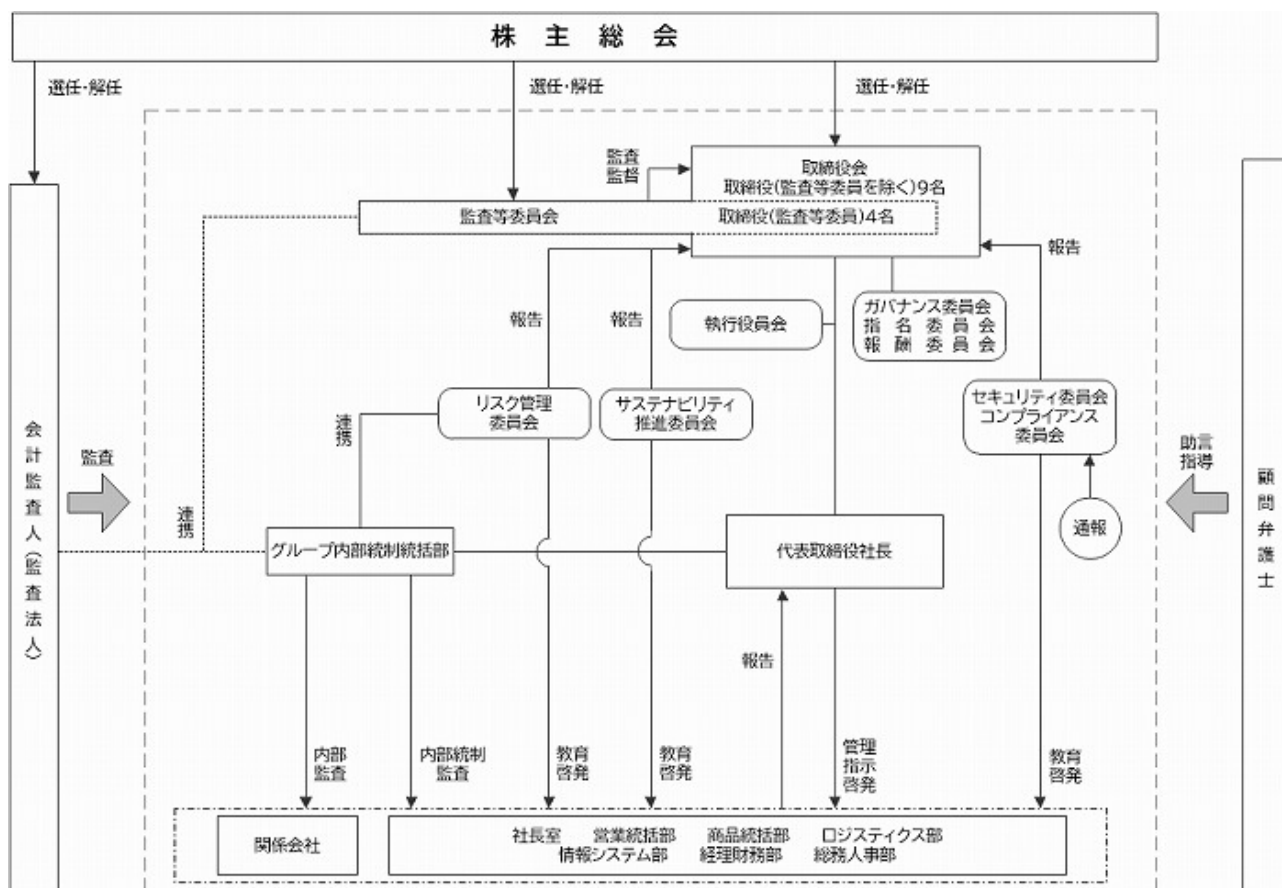 株主総会
選任・解任
選任・解任
選任・解任
監査
監督
取締役会
取締役(監査等委員を除く)9名
監査等委員会
取締役(監査等委員)4名
報告
報告
報告
執行役員会
ガバナンス委員会
指名委員会
報酬委員会
リスク管理
委員会
サステナビリティ
推進委員会
セキュリティ委員会
コンプライアンス
委員会
連携
会計監査人(監査法人)
監査
連携
助言
指導
顧問弁護士
通報
グループ内部統制統括部
代表取締役社長
報告
内部
監査
内部統制
監査
教育
啓発
教育
啓発
管理
指示
啓発
教育
啓発
関係会社
社長室 営業統括部 商品統括部 ロジスティクス部
情報システム部 経理財務部 総務人事部